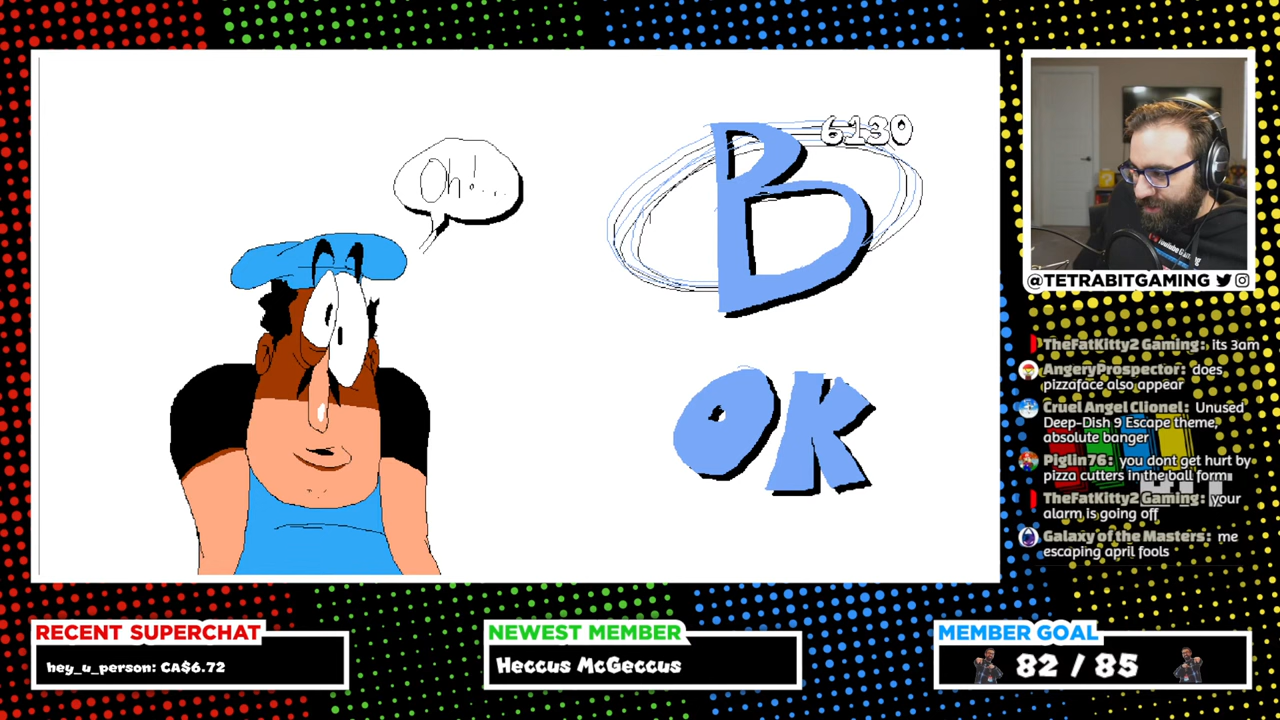 Oh!...
B
6130
OK
@TETRABITGAMING
TheFatKitty2 Gaming: its 3am
AngeryProspector: does
pizzaface also appear
Cruel Angel Clionel: Unused
Deep-Dish 9 Escape theme,
absolute banger
Piglin76: you dont get hurt by
pizza cutters in the ball form
TheFatKitty2 Gaming: your
alarm is going off
Galaxy of the Masters: me
escaping april fools
RECENT SUPERCHAT
hey_u_person: CA$6.72
NEWEST MEMBER
Heccus McGeccus
MEMBER GOAL
82 / 85